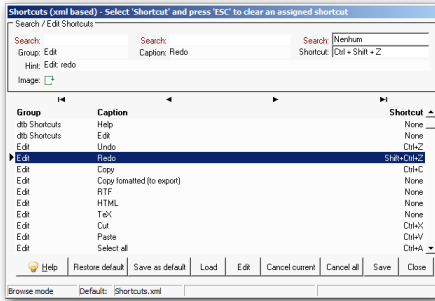 Shortcuts (xml based) - Select 'Shortcut' and press 'ESC' to clear an assigned shortcut
Search / Edit Shortcuts
Search: Search: Search: Nenhum
Group: Edit Caption: Redo Shortcut: Ctrl + Shift + Z
Hint: Edit: redo
Image:
Group Caption Shortcut
dtb Shortcuts Help None
dtb Shortcuts Edit None
Edit Undo Ctrl+Z
Edit Redo Shift+Ctrl+Z
Edit Copy Ctrl+C
Edit Copy fomatted (to export) None
Edit RTF None
Edit HTML None
Edit TeX None
Edit Cut Ctrl+X
Edit Paste Ctrl+V
Edit Select all Ctrl+A
Help Restore default Save as default Load Edit Cancel current Cancel all Save Close
Browse mode Default: Shortcuts.xml